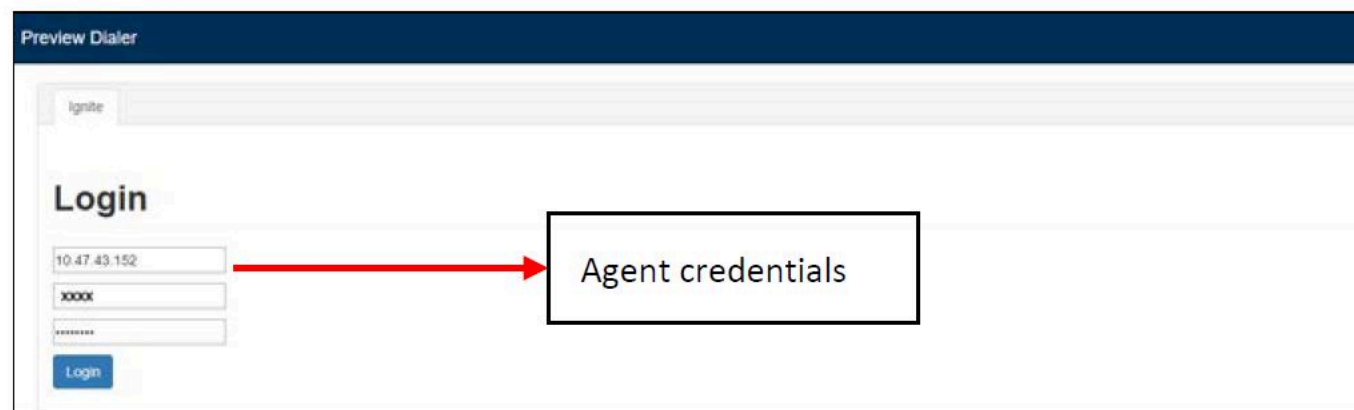 Preview Dialer
Ignite
Login
10.47.43.152
Agent credentials
xxxx
••••••••
Login